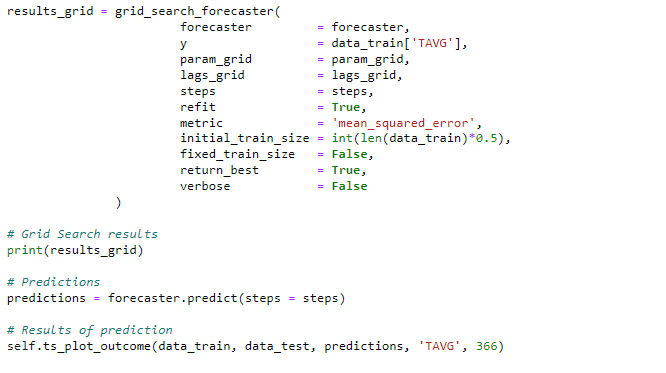 results_grid = grid_search_forecaster(
                        forecaster         = forecaster,
                        y                  = data_train['TAVG'],
                        param_grid         = param_grid,
                        lags_grid          = lags_grid,
                        steps              = steps,
                        refit              = True,
                        metric             = 'mean_squared_error',
                        initial_train_size = int(len(data_train)*0.5),
                        fixed_train_size   = False,
                        return_best        = True,
                        verbose            = False
               )

# Grid Search results
print(results_grid)

# Predictions
predictions = forecaster.predict(steps = steps)

# Results of prediction
self.ts_plot_outcome(data_train, data_test, predictions, 'TAVG', 366)